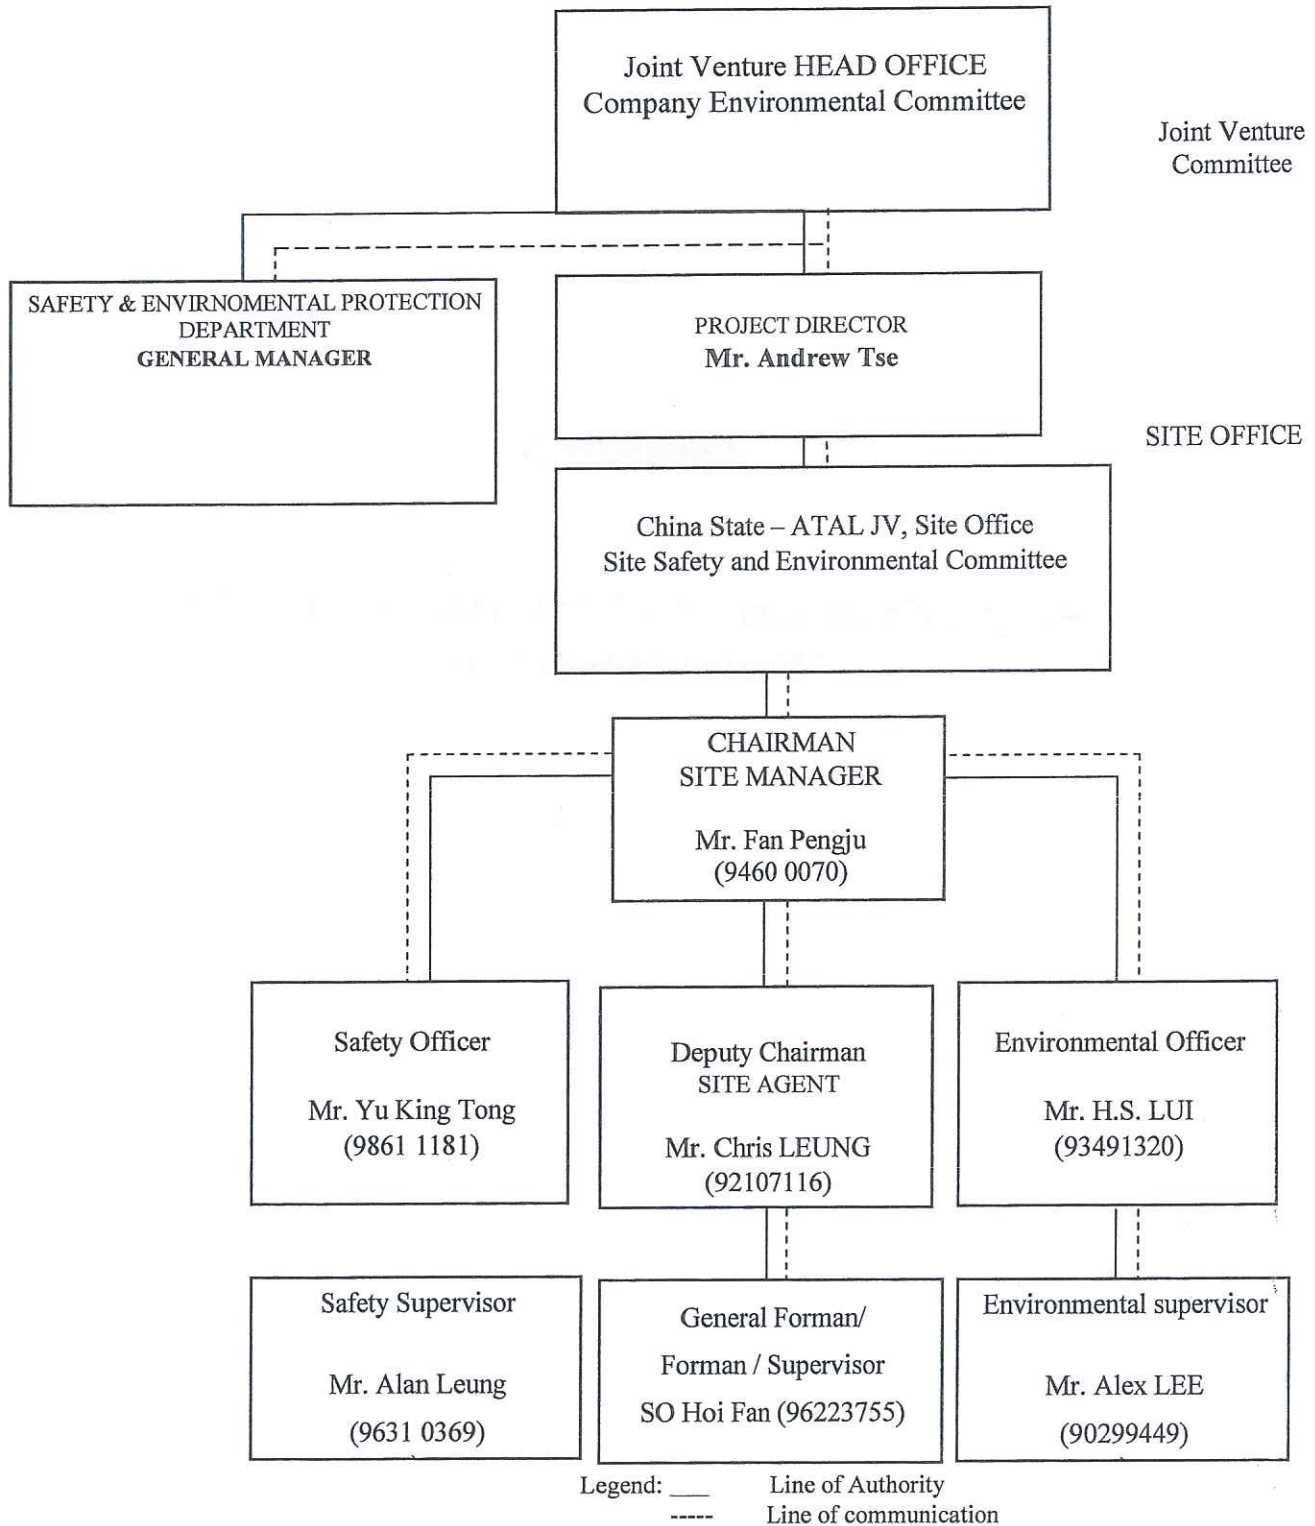 Joint Venture HEAD OFFICE
Company Environmental Committee
Joint Venture
Committee
SAFETY & ENVIRNOMENTAL PROTECTION
DEPARTMENT
GENERAL MANAGER
PROJECT DIRECTOR
Mr. Andrew Tse
SITE OFFICE
China State – ATAL JV, Site Office
Site Safety and Environmental Committee
CHAIRMAN
SITE MANAGER
Mr. Fan Pengju
(9460 0070)
Safety Officer
Mr. Yu King Tong
(9861 1181)
Deputy Chairman
SITE AGENT
Mr. Chris LEUNG
(92107116)
Environmental Officer
Mr. H.S. LUI
(93491320)
Safety Supervisor
Mr. Alan Leung
(9631 0369)
General Forman/
Forman / Supervisor
SO Hoi Fan (96223755)
Environmental supervisor
Mr. Alex LEE
(90299449)
Legend: ___ Line of Authority
----- Line of communication